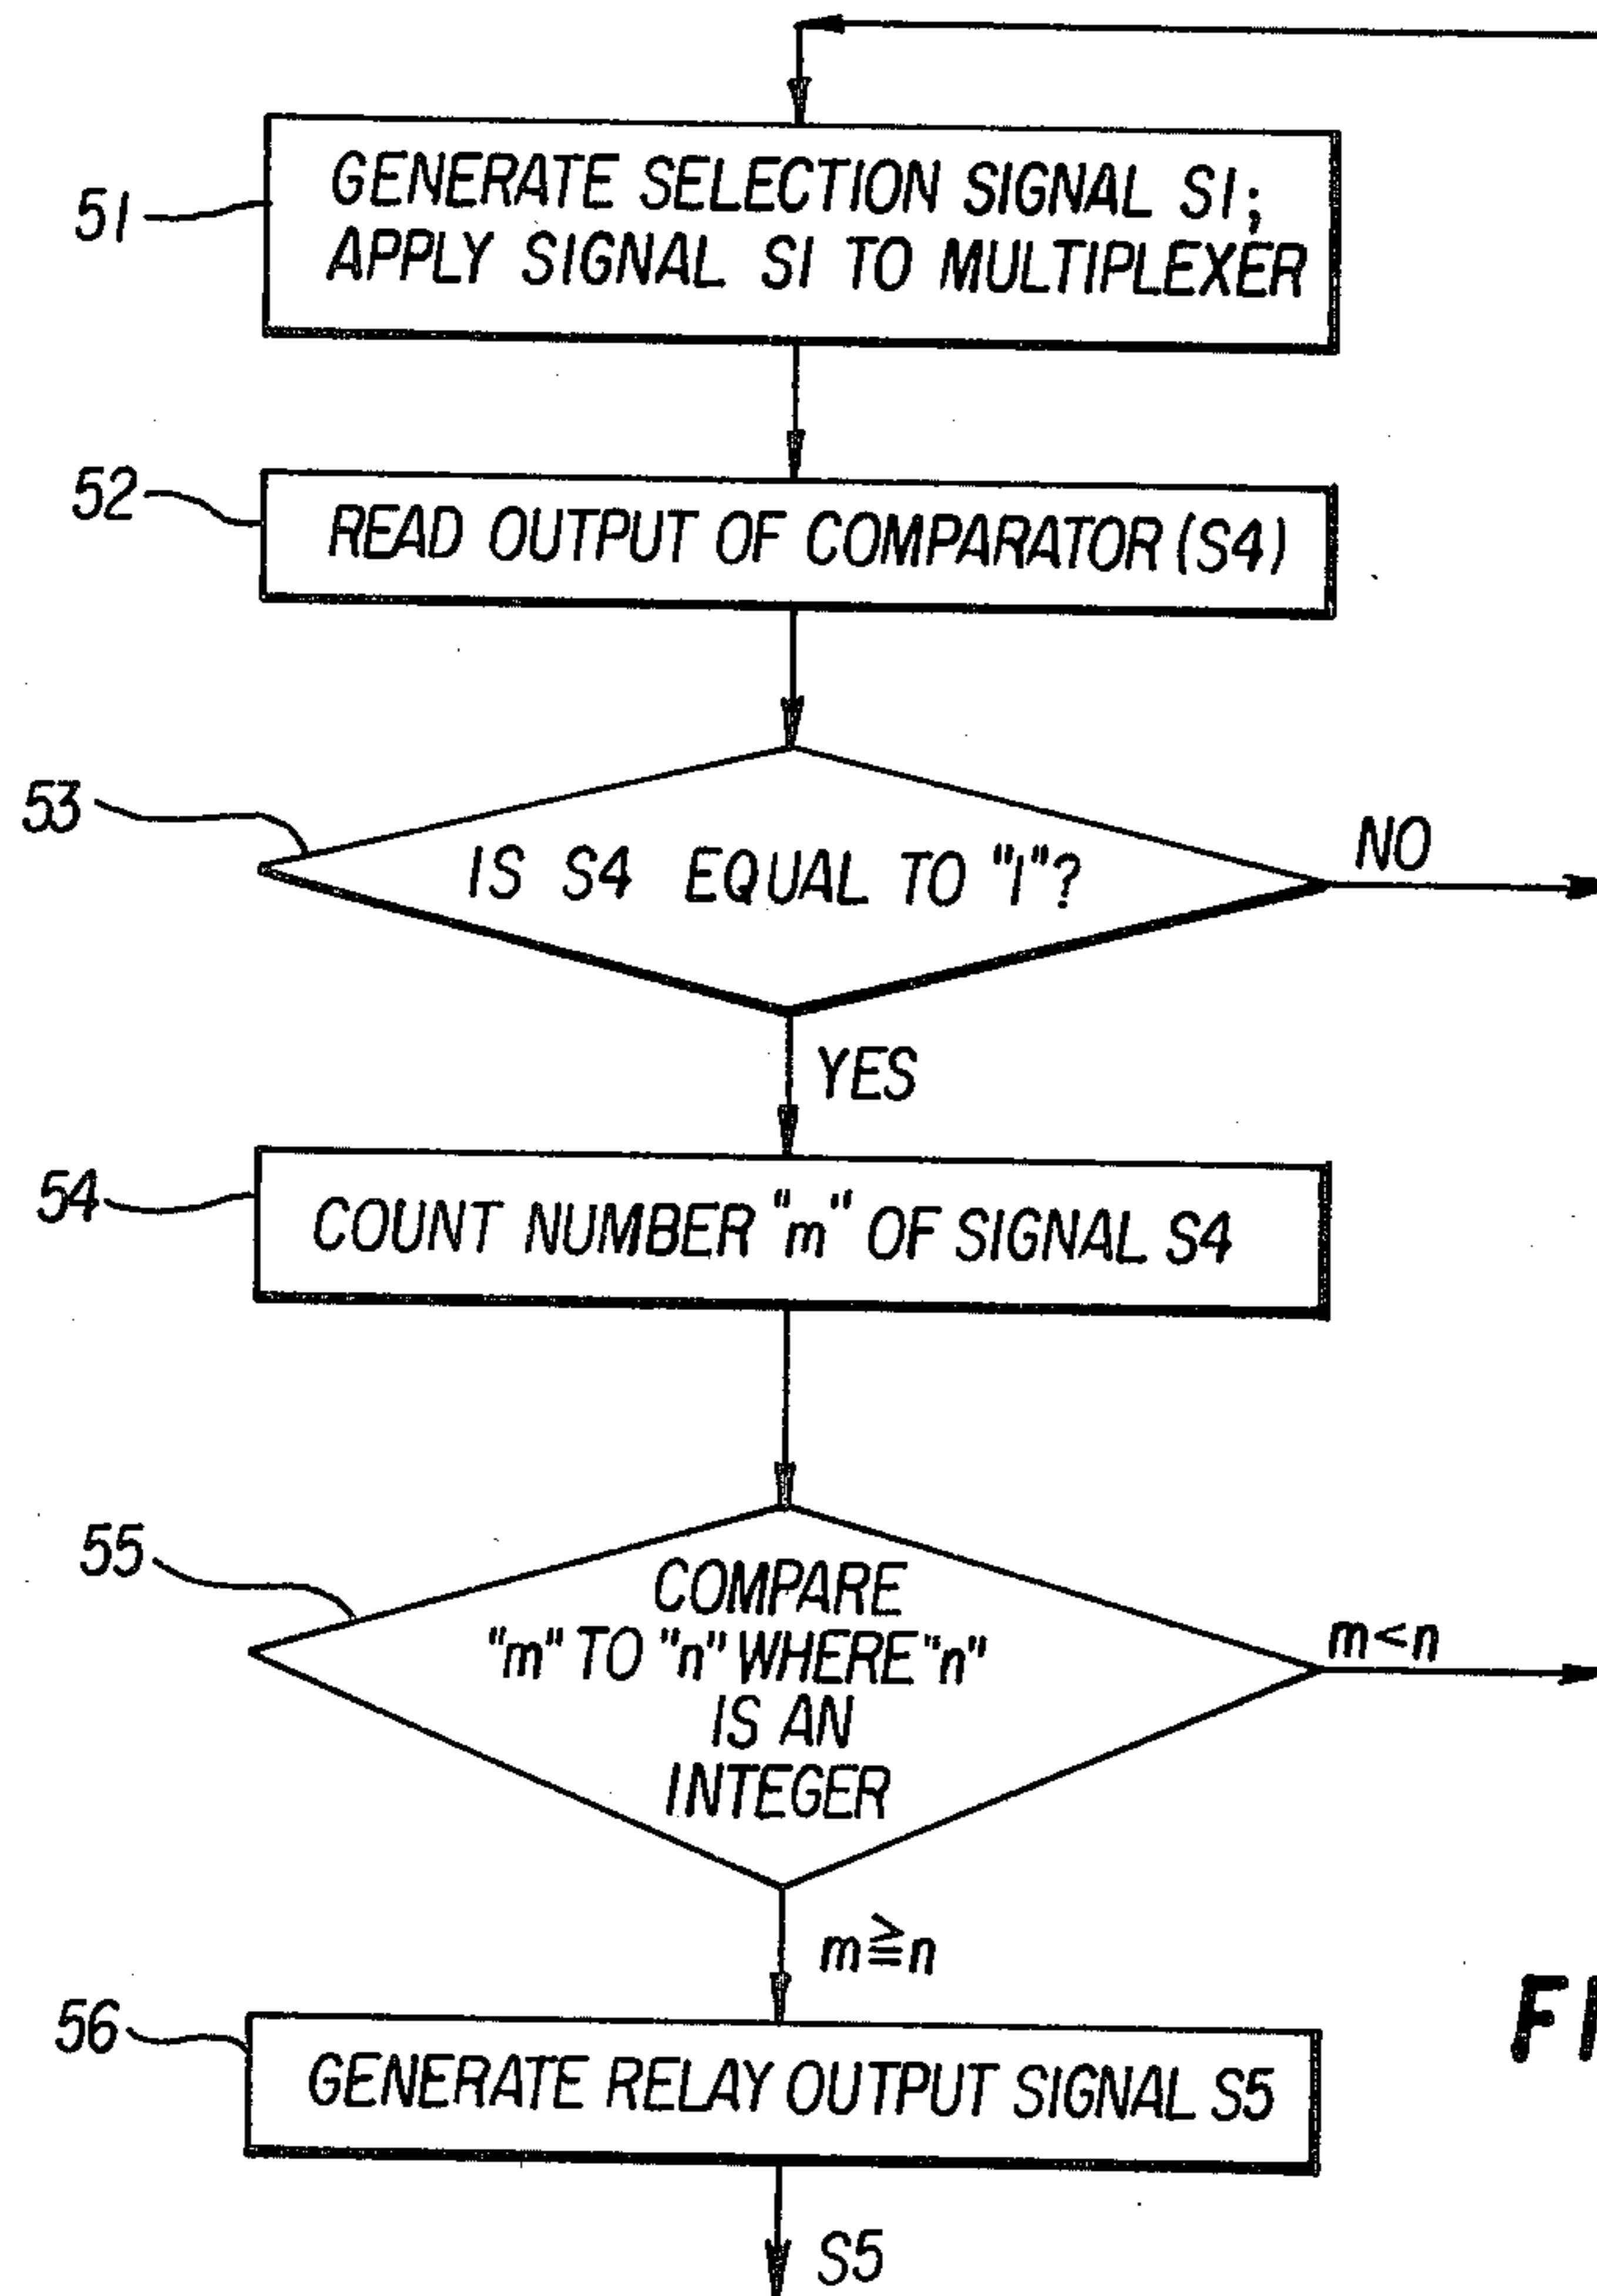 51
GENERATE SELECTION SIGNAL S1;
APPLY SIGNAL S1 TO MULTIPLEXER
52
READ OUTPUT OF COMPARATOR (S4)
53
IS S4 EQUAL TO "1"?
NO
YES
54
COUNT NUMBER "m" OF SIGNAL S4
55
COMPARE
"m" TO "n" WHERE "n"
IS AN
INTEGER
m<n
m≧n
56
GENERATE RELAY OUTPUT SIGNAL S5
FI
S5